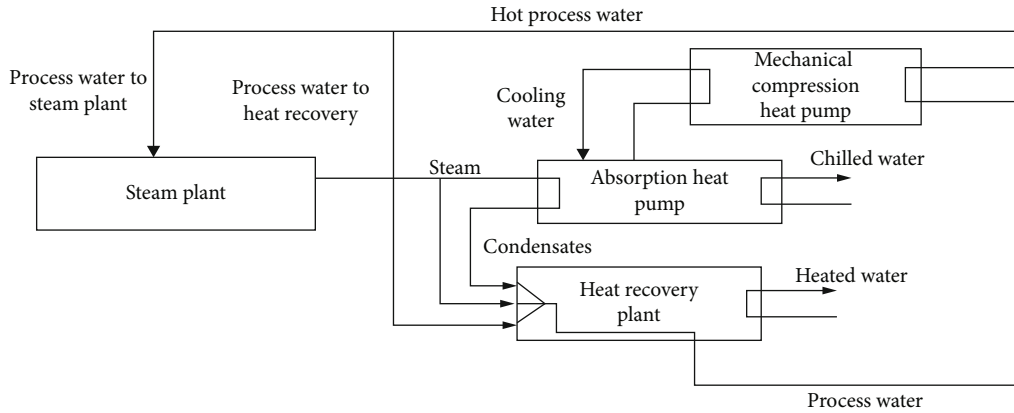 Hot process water
Process water to
steam plant
Process water to
heat recovery
Cooling
water
Mechanical
compression
heat pump
Steam plant
Steam
Absorption heat
pump
Chilled water
Condensates
Heat recovery
plant
Heated water
Process water